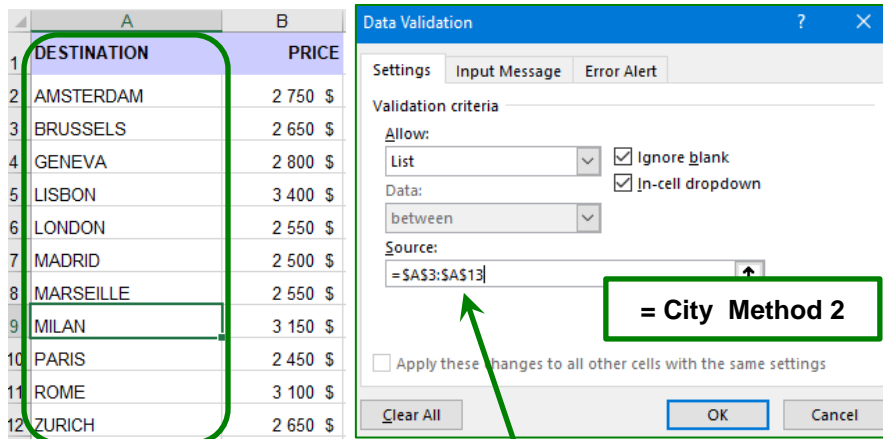 A B
1 DESTINATION PRICE
2 AMSTERDAM 2 750 $
3 BRUSSELS 2 650 $
4 GENEVA 2 800 $
5 LISBON 3 400 $
6 LONDON 2 550 $
7 MADRID 2 500 $
8 MARSEILLE 2 550 $
9 MILAN 3 150 $
10 PARIS 2 450 $
11 ROME 3 100 $
12 ZURICH 2 650 $
Data Validation ?
Settings Input Message Error Alert
Validation criteria
Allow:
List Ignore blank
Data: In-cell dropdown
between
Source:
=$A$3:$A$13
= City Method 2
Apply these changes to all other cells with the same settings
Clear All OK Cancel